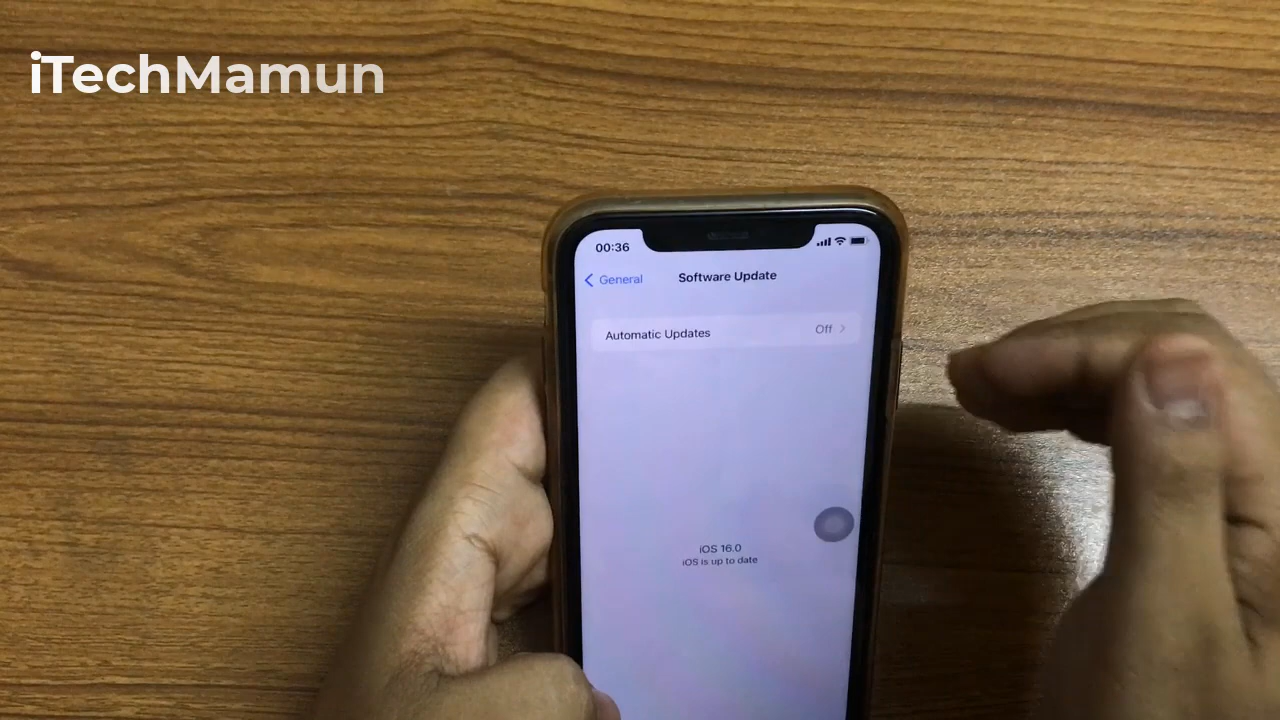 iTechMamun
00:36
General
Software Update
Automatic Updates
Off
iOS 16.0
iOS is up to date